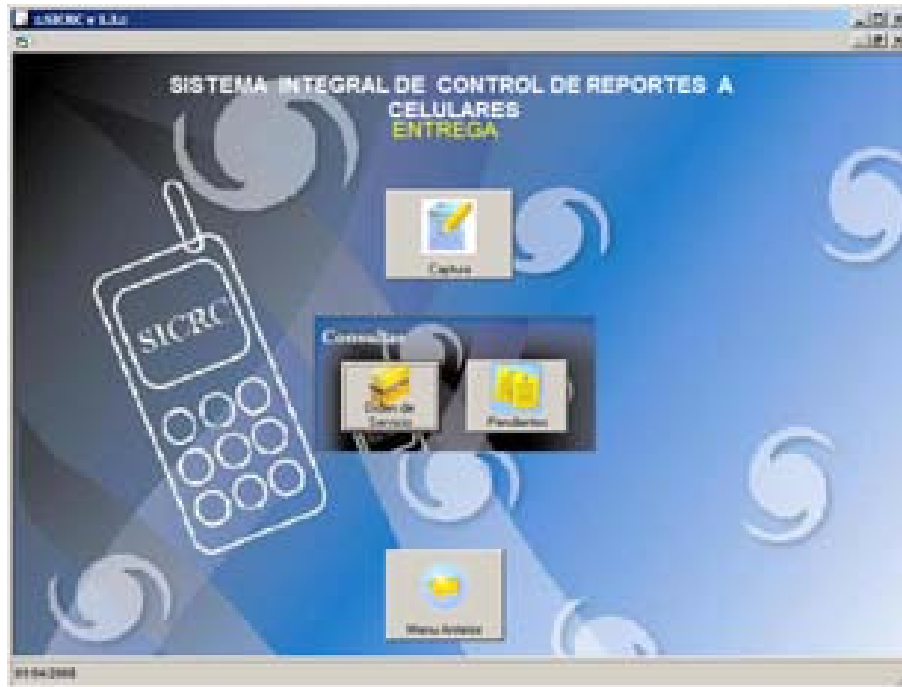 SISTEMA INTEGRAL DE CONTROL DE REPORTES A
CELULARES
ENTREGA
Captura
SICRC
Consultas
Orden de
Servicio
Pendientes
Menu Anterior